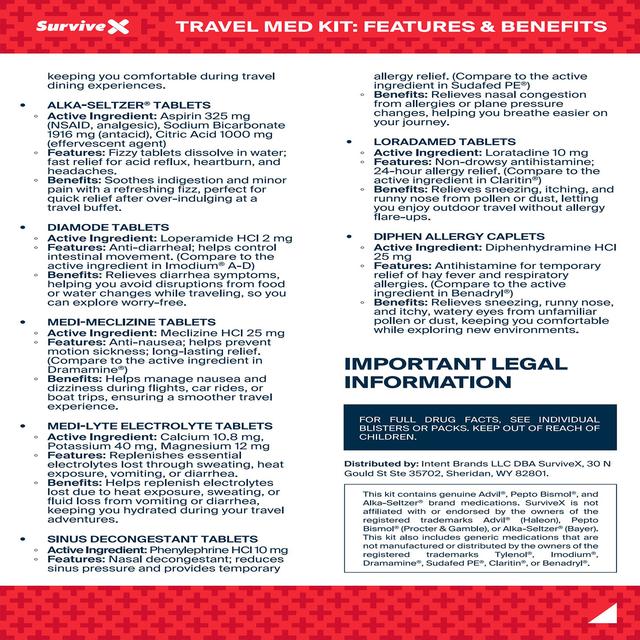 SurviveX
TRAVEL MED KIT: FEATURES & BENEFITS
keeping you comfortable during travel
dining experiences.
• ALKA-SELTZER® TABLETS
◦ Active Ingredient: Aspirin 325 mg
(NSAID, analgesic), Sodium Bicarbonate
1916 mg (antacid), Citric Acid 1000 mg
(effervescent agent)
◦ Features: Fizzy tablets dissolve in water;
fast relief for acid reflux, heartburn, and
headaches.
◦ Benefits: Soothes indigestion and minor
pain with a refreshing fizz, perfect for
quick relief after over-indulging at a
travel buffet.
• DIAMODE TABLETS
◦ Active Ingredient: Loperamide HCl 2 mg
◦ Features: Anti-diarrheal; helps control
intestinal movement. (Compare to the
active ingredient in Imodium® A-D)
◦ Benefits: Relieves diarrhea symptoms,
helping you avoid disruptions from food
or water changes while traveling, so you
can explore worry-free.
• MEDI-MECLIZINE TABLETS
◦ Active Ingredient: Meclizine HCl 25 mg
◦ Features: Anti-nausea; helps prevent
motion sickness; long-lasting relief.
(Compare to the active ingredient in
Dramamine®)
◦ Benefits: Helps manage nausea and
dizziness during flights, car rides, or
boat trips, ensuring a smoother travel
experience.
• MEDI-LYTE ELECTROLYTE TABLETS
◦ Active Ingredient: Calcium 10.8 mg,
Potassium 40 mg, Magnesium 12 mg
◦ Features: Replenishes essential
electrolytes lost through sweating, heat
exposure, vomiting, or diarrhea.
◦ Benefits: Helps replenish electrolytes
lost due to heat exposure, sweating, or
fluid loss from vomiting or diarrhea,
keeping you hydrated during your travel
adventures.
• SINUS DECONGESTANT TABLETS
◦ Active Ingredient: Phenylephrine HCl 10 mg
◦ Features: Nasal decongestant; reduces
sinus pressure and provides temporary
allergy relief. (Compare to the active
ingredient in Sudafed PE®)
◦ Benefits: Relieves nasal congestion
from allergies or plane pressure
changes, helping you breathe easier on
your journey.
• LORADAMED TABLETS
◦ Active Ingredient: Loratadine 10 mg
◦ Features: Non-drowsy antihistamine;
24-hour allergy relief. (Compare to the
active ingredient in Claritin®)
◦ Benefits: Relieves sneezing, itching, and
runny nose from pollen or dust, letting
you enjoy outdoor travel without allergy
flare-ups.
• DIPHEN ALLERGY CAPLETS
◦ Active Ingredient: Diphenhydramine HCl
25 mg
◦ Features: Antihistamine for temporary
relief of hay fever and respiratory
allergies. (Compare to the active
ingredient in Benadryl®)
◦ Benefits: Relieves sneezing, runny nose,
and itchy, watery eyes from unfamiliar
pollen or dust, keeping you comfortable
while exploring new environments.
IMPORTANT LEGAL
INFORMATION
FOR FULL DRUG FACTS, SEE INDIVIDUAL
BLISTERS OR PACKS. KEEP OUT OF REACH OF
CHILDREN.
Distributed by: Intent Brands LLC DBA SurviveX, 30 N
Gould St Ste 35702, Sheridan, WY 82801.
This kit contains genuine Advil®, Pepto Bismol®, and
Alka-Seltzer® brand medications. SurviveX is not
affiliated with or endorsed by the owners of the
registered trademarks Advil® (Haleon), Pepto
Bismol® (Procter & Gamble), or Alka-Seltzer® (Bayer).
This kit also includes generic medications that are
not manufactured or distributed by the owners of the
registered trademarks Tylenol®, Imodium®,
Dramamine®, Sudafed PE®, Claritin®, or Benadryl®.